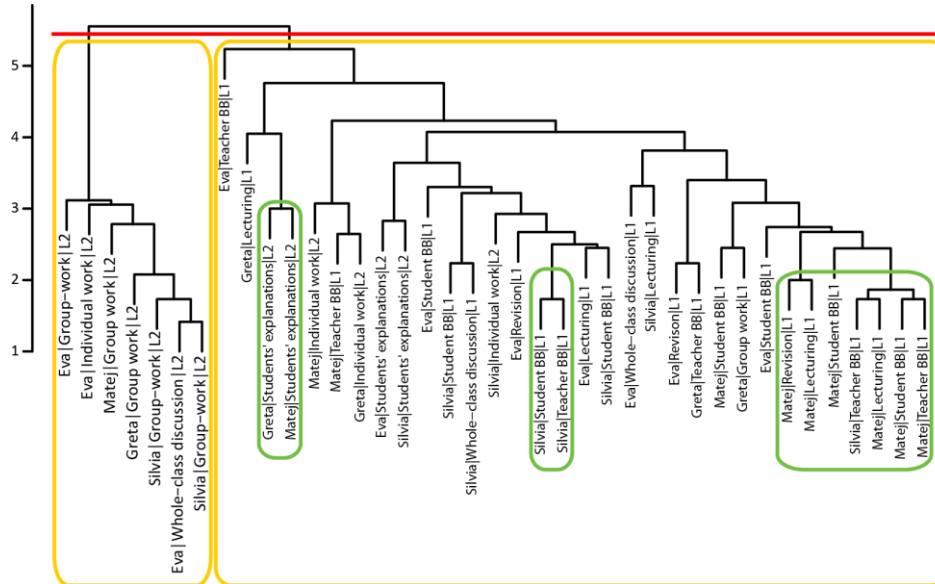 5
4
3
2
1
Eva|Group-work|L2
Eva|Individual work|L2
Matej|Group work|L2
Greta|Group work|L2
Silvia|Group-work|L2
Eva|Whole-class discussion|L2
Silvia|Group-work|L2
Eva|Teacher BB|L1
Greta|Lecturing|L1
Greta|Students' explanations|L2
Matej|Students' explanations|L2
Matej|Individual work|L2
Matej|Teacher BB|L1
Greta|Individual work|L2
Eva|Students' explanations|L2
Silvia|Students' explanations|L2
Eva|Student BB|L1
Silvia|Student BB|L1
Silvia|Whole-class discussion|L1
Silvia|Individual work|L2
Eva|Revision|L1
Silvia|Student BB|L1
Silvia|Teacher BB|L1
Eva|Lecturing|L1
Silvia|Student BB|L1
Eva|Whole-class discussion|L1
Silvia|Lecturing|L1
Eva|Revison|L1
Greta|Teacher BB|L1
Matej|Student BB|L1
Greta|Group work|L1
Eva|Student BB|L1
Matej|Revision|L1
Matej|Lecturing|L1
Matej|Student BB|L1
Silvia|Teacher BB|L1
Matej|Lecturing|L1
Matej|Student BB|L1
Matej|Teacher BB|L1